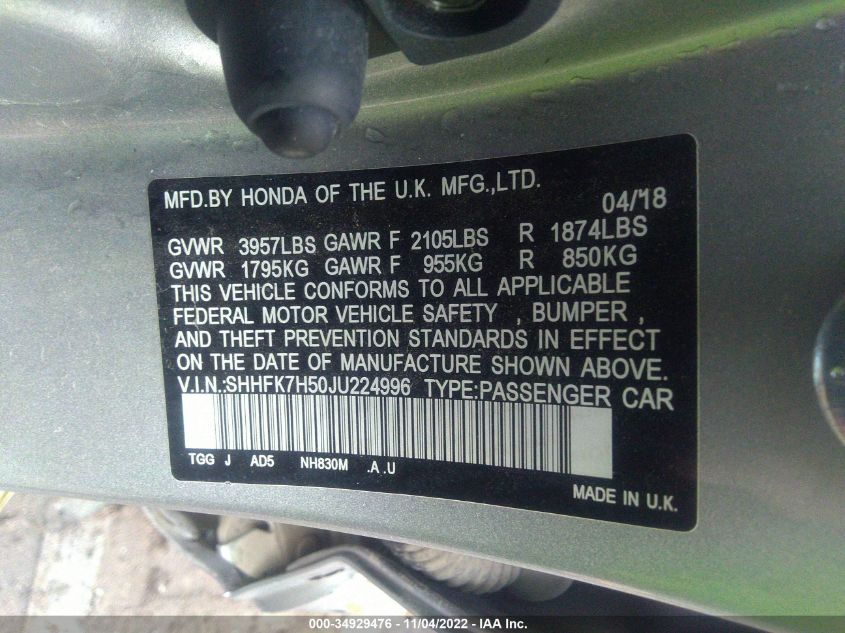 MFD.BY HONDA OF THE U.K. MFG.,LTD.
04/'18
GVWR 3957LBS GAWR F 2105LBS R 1874LBS
GVWR 1795KG GAWR F 955KG R 850KG
THIS VEHICLE CONFORMS TO ALL APPLICABLE
FEDERAL MOTOR VEHICLE SAFETY , BUMPER ,
AND THEFT PREVENTION STANDARDS IN EFFECT
ON THE DATE OF MANUFACTURE SHOWN ABOVE.
V.I.N.:SHHFK7H50JU224996 TYPE:PASSENGER CAR
TGG J AD5 NH830M .A .U
MADE IN U.K.
000-34929476 - 11/04/2022 - IAA Inc.